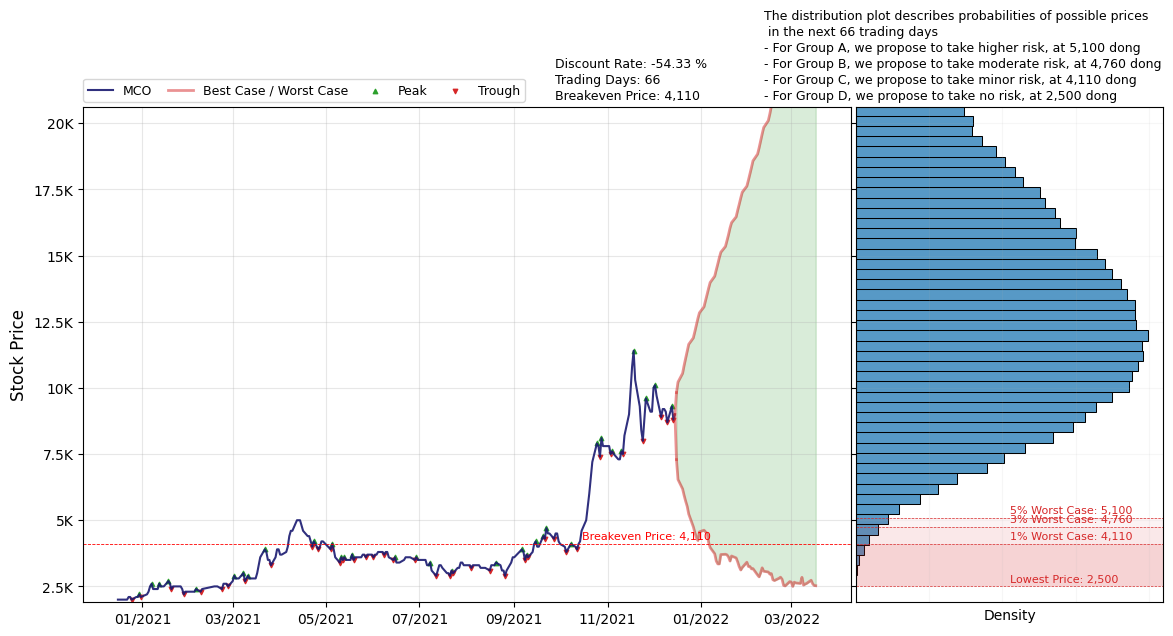 The distribution plot describes probabilities of possible prices
in the next 66 trading days
- For Group A, we propose to take higher risk, at 5,100 dong
- For Group B, we propose to take moderate risk, at 4,760 dong
- For Group C, we propose to take minor risk, at 4,110 dong
- For Group D, we propose to take no risk, at 2,500 dong
Discount Rate: -54.33 %
Trading Days: 66
Breakeven Price: 4,110
MCO Best Case / Worst Case Peak Trough
Stock Price
20K
17.5K
15K
12.5K
10K
7.5K
5K
2.5K
Breakeven Price: 4,110
01/2021 03/2021 05/2021 07/2021 09/2021 11/2021 01/2022 03/2022
5% Worst Case: 5,100
3% Worst Case: 4,760
1% Worst Case: 4,110
Lowest Price: 2,500
Density